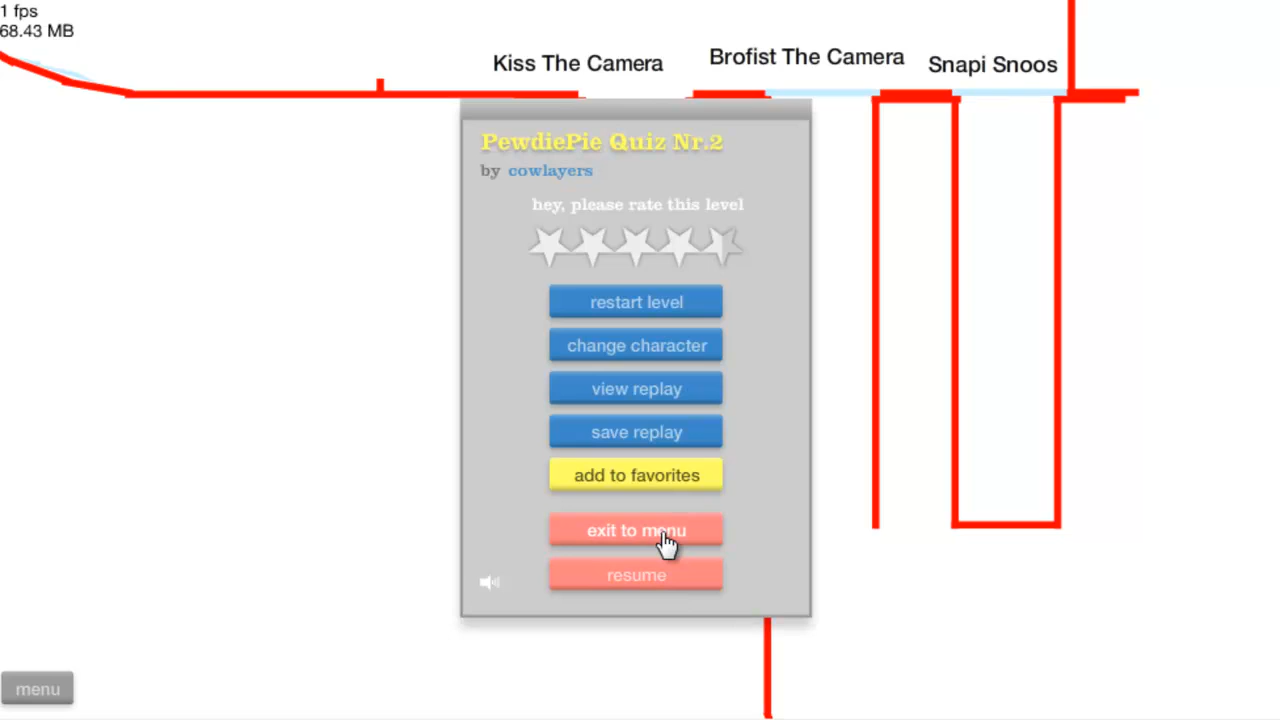 1 fps
68.43 MB
Kiss The Camera
Brofist The Camera
Snapi Snoos
PewdiePie Quiz Nr.2
by cowlayers
hey, please rate this level
restart level
change character
view replay
save replay
add to favorites
exit to menu
resume
menu